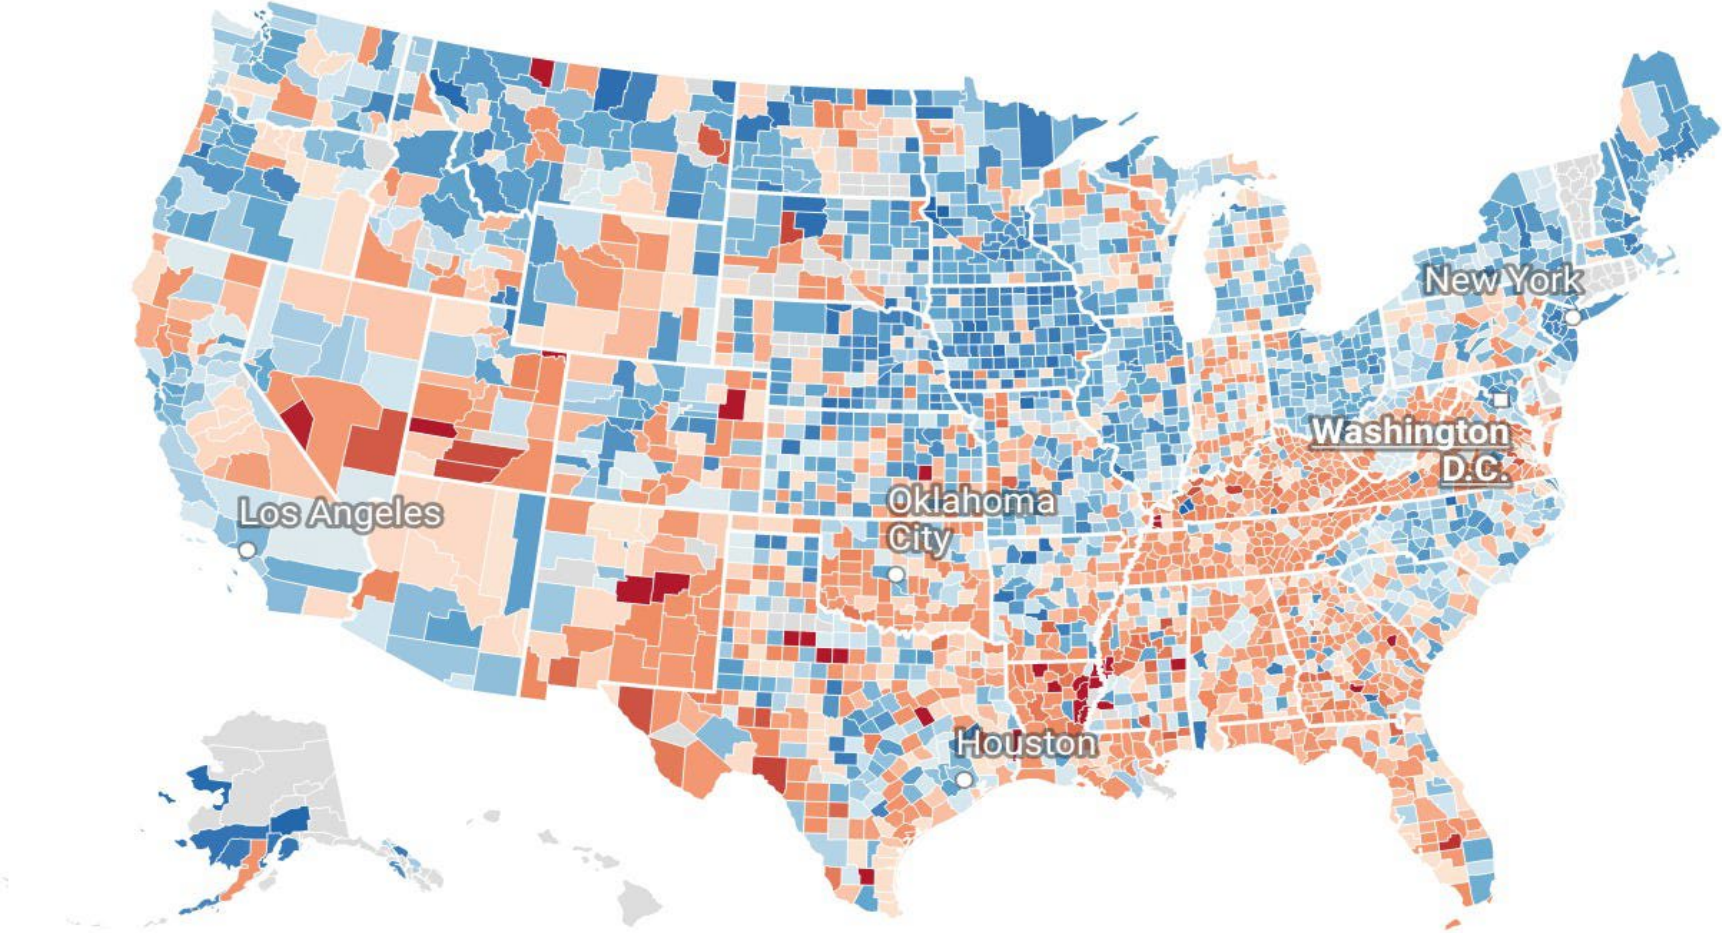 New York
Washington
D.C.
Los Angeles
Oklahoma
City
Houston